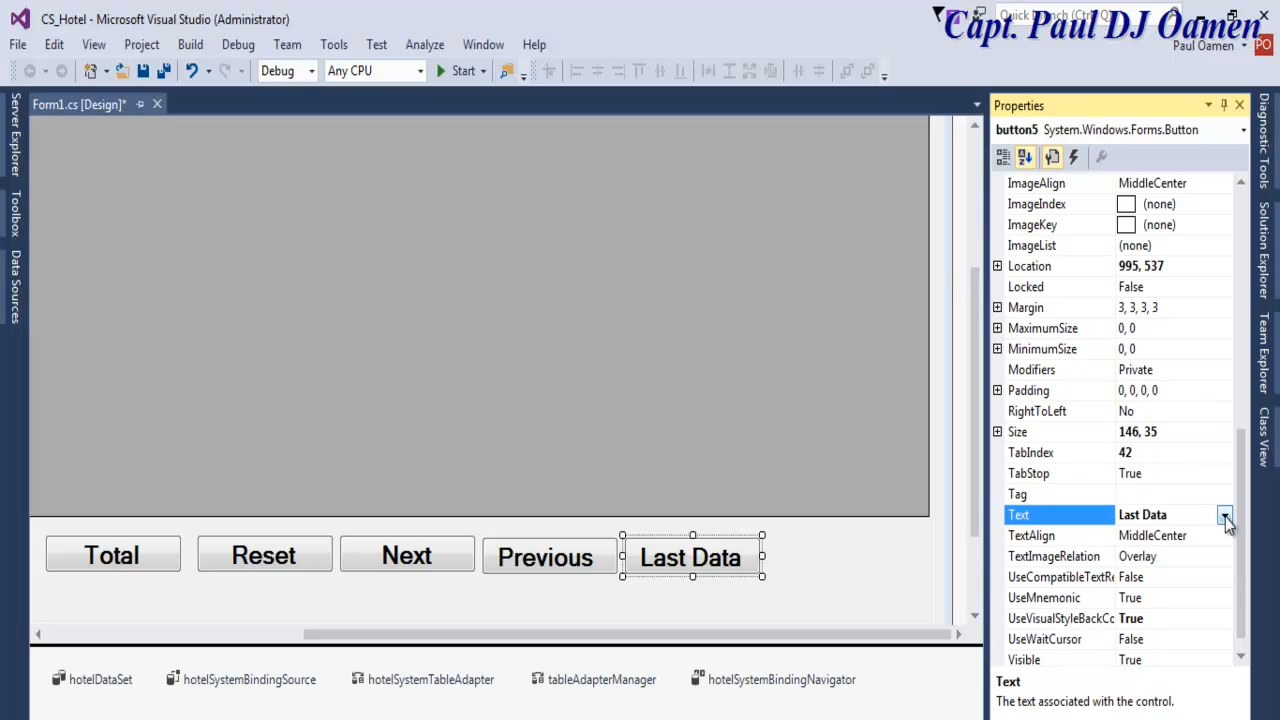 CS_Hotel - Microsoft Visual Studio (Administrator)
Quick Launch (Ctrl+Q)
Capt. Paul DJ Oamen
File Edit View Project Build Debug Team Tools Test Analyze Window Help
Paul Oamen PO
Debug Any CPU Start
Server Explorer
Toolbox
Data Sources
Form1.cs [Design]*
Total Reset Next Previous Last Data
hotelDataSet hotelSystemBindingSource hotelSystemTableAdapter tableAdapterManager hotelSystemBindingNavigator
Properties
button5 System.Windows.Forms.Button
ImageAlign MiddleCenter
ImageIndex (none)
ImageKey (none)
ImageList (none)
Location 995, 537
Locked False
Margin 3, 3, 3, 3
MaximumSize 0, 0
MinimumSize 0, 0
Modifiers Private
Padding 0, 0, 0, 0
RightToLeft No
Size 146, 35
TabIndex 42
TabStop True
Tag
Text Last Data
TextAlign MiddleCenter
TextImageRelation Overlay
UseCompatibleTextRe False
UseMnemonic True
UseVisualStyleBackCo True
UseWaitCursor False
Visible True
Text
The text associated with the control.
Diagnostic Tools
Solution Explorer
Team Explorer
Class View